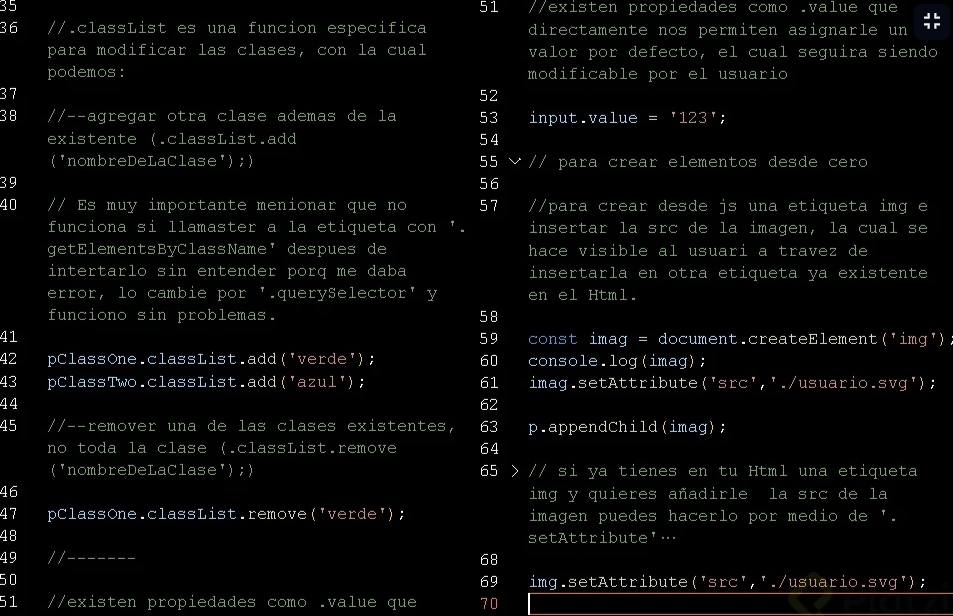 35
36 //.classList es una funcion especifica
para modificar las clases, con la cual
podemos:
37
38 //--agregar otra clase ademas de la
existente (.classList.add
('nombreDeLaClase');)
39
40 // Es muy importante menionar que no
funciona si llamaster a la etiqueta con '.
getElementsByClassName' despues de
intertarlo sin entender porq me daba
error, lo cambie por '.querySelector' y
funciono sin problemas.
41
42 pClassOne.classList.add('verde');
43 pClassTwo.classList.add('azul');
44
45 //--remover una de las clases existentes,
no toda la clase (.classList.remove
('nombreDeLaClase');)
46
47 pClassOne.classList.remove('verde');
48
49 //-------
50
51 //existen propiedades como .value que
51 //existen propiedades como .value que
directamente nos permiten asignarle un
valor por defecto, el cual seguira siendo
modificable por el usuario
52
53 input.value = '123';
54
55 // para crear elementos desde cero
56
57 //para crear desde js una etiqueta img e
insertar la src de la imagen, la cual se
hace visible al usuari a travez de
insertarla en otra etiqueta ya existente
en el Html.
58
59 const imag = document.createElement('img');
60 console.log(imag);
61 imag.setAttribute('src','./usuario.svg');
62
63 p.appendChild(imag);
64
65 // si ya tienes en tu Html una etiqueta
img y quieres añadirle  la src de la
imagen puedes hacerlo por medio de '.
setAttribute'⋯
68
69 img.setAttribute('src','./usuario.svg');
70